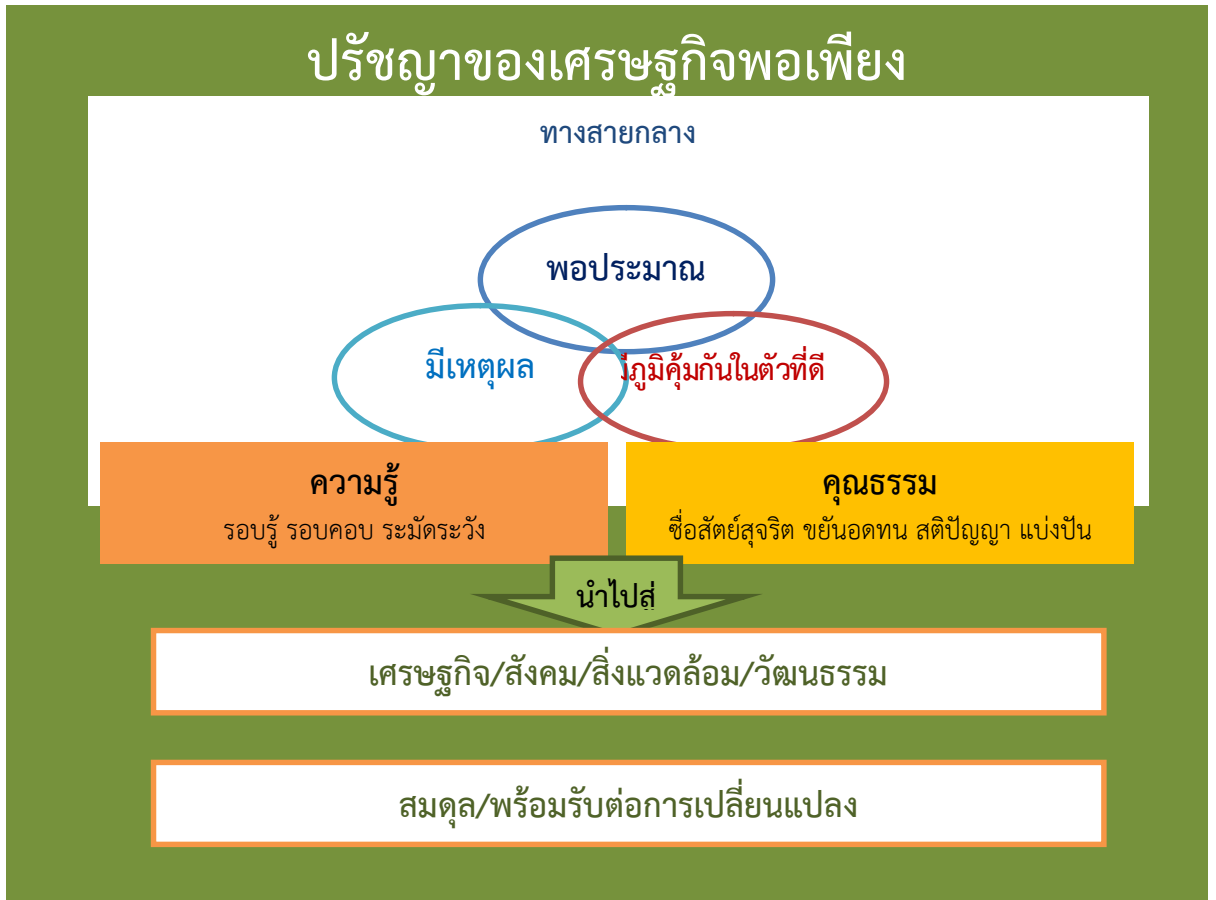 ปรัชญาของเศรษฐกิจพอเพียง
ทางสายกลาง
พอประมาณ
มีเหตุผล
มีภูมิคุ้มกันในตัวที่ดี
ความรู้
รอบรู้ รอบคอบ ระมัดระวัง
คุณธรรม
ซื่อสัตย์สุจริต ขยันอดทน สติปัญญา แบ่งปัน
นำไปสู่
เศรษฐกิจ/สังคม/สิ่งแวดล้อม/วัฒนธรรม
สมดุล/พร้อมรับต่อการเปลี่ยนแปลง